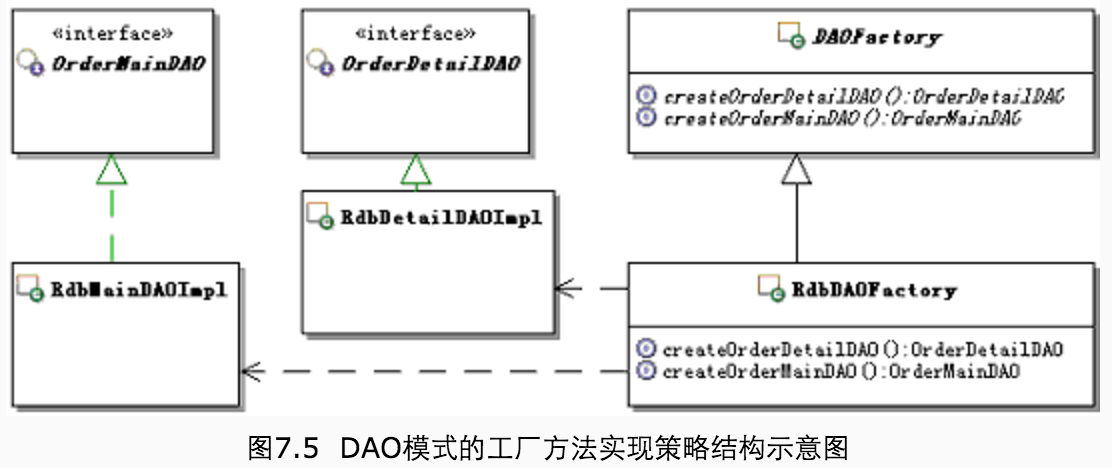 «interface»
OrderMainDAO
«interface»
OrderDetailDAO
DAOFactory
createOrderDetailDAO():OrderDetailDAO
createOrderMainDAO():OrderMainDAO
RdbDetailDAOImpl
RdbMainDAOImpl
RdbDAOFactory
createOrderDetailDAO():OrderDetailDAO
createOrderMainDAO():OrderMainDAO
图7.5 DAO模式的工厂方法实现策略结构示意图